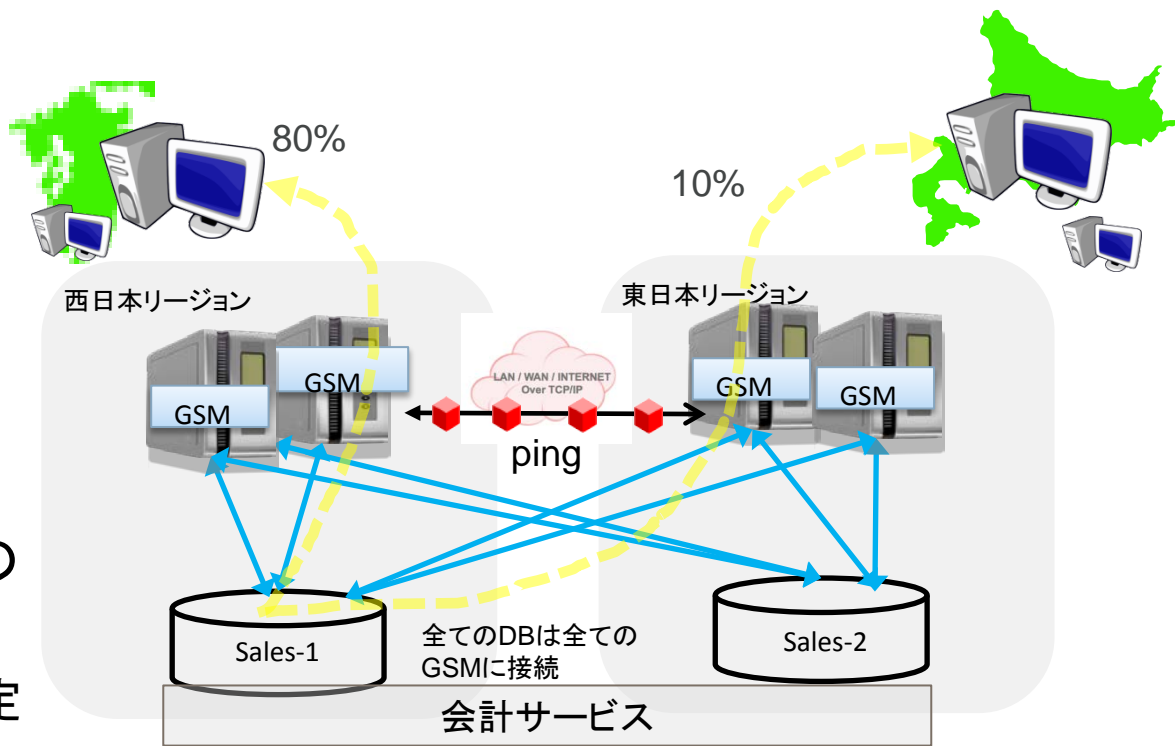 80%
10%
西日本リージョン
東日本リージョン
GSM
GSM
LAN / WAN / INTERNET
Over TCP/IP
GSM
GSM
ping
の
Sales-1
全てのDBは全ての
GSMに接続
Sales-2
定
会計サービス